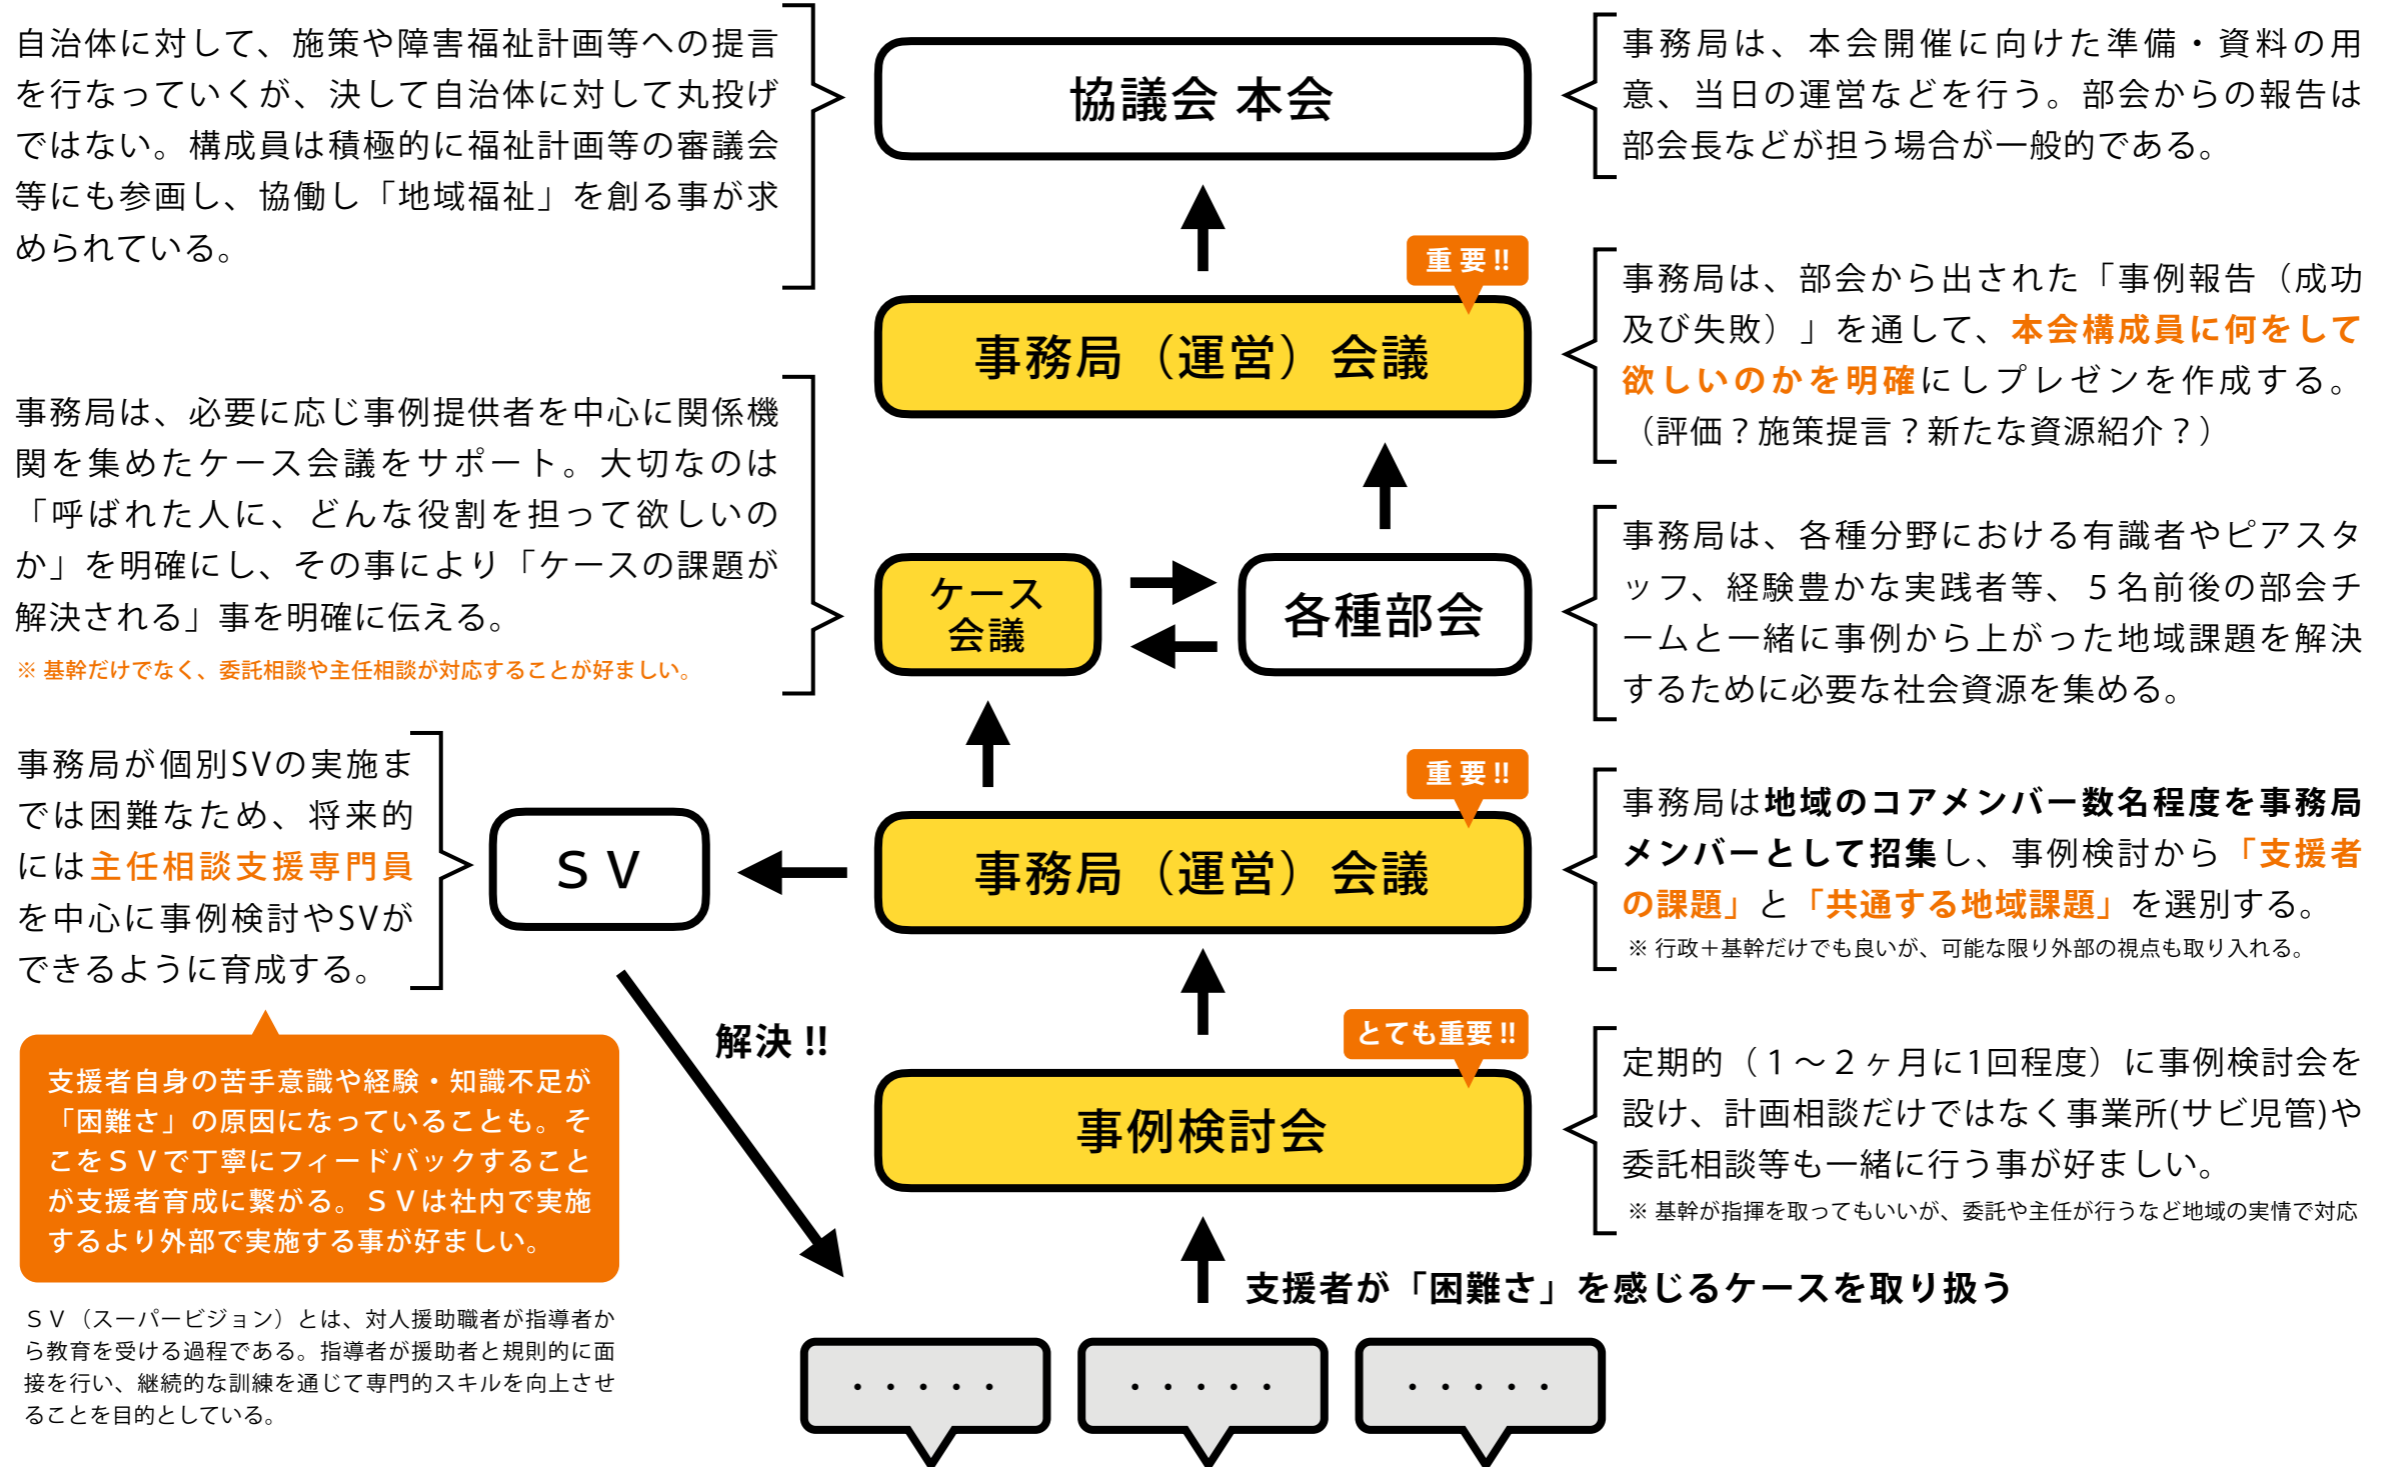 自治体に対して、施策や障害福祉計画等への提言
を行なっていくが、決して自治体に対して丸投げ
ではない。構成員は積極的に福祉計画等の審議会
等にも参画し、協働し「地域福祉」を創る事が求
められている。
協議会 本会
事務局は、本会開催に向けた準備・資料の用
意、当日の運営などを行う。部会からの報告は
部会長などが担う場合が一般的である。
重 要 !!
事務局（運営）会議
事務局は、部会から出された「事例報告（成功
及び失敗）」を通して、本会構成員に何をして
欲しいのかを明確にしプレゼンを作成する。
（評価？施策提言？新たな資源紹介？）
事務局は、必要に応じ事例提供者を中心に関係機
関を集めたケース会議をサポート。大切なのは
「呼ばれた人に、どんな役割を担って欲しいの
か」を明確にし、その事により「ケースの課題が
解決される」事を明確に伝える。
※ 基幹だけでなく、委託相談や主任相談が対応することが好ましい。
ケース
会議
各種部会
事務局は、各種分野における有識者やピアスタ
ッフ、経験豊かな実践者等、５名前後の部会チ
ームと一緒に事例から上がった地域課題を解決
するために必要な社会資源を集める。
事務局が個別SVの実施ま
では困難なため、将来的
には主任相談支援専門員
を中心に事例検討やSVが
できるように育成する。
ＳＶ
重 要 !!
事務局（運営）会議
事務局は地域のコアメンバー数名程度を事務局
メンバーとして招集し、事例検討から「支援者
の課題」と「共通する地域課題」を選別する。
※ 行政＋基幹だけでも良いが、可能な限り外部の視点も取り入れる。
支援者自身の苦手意識や経験・知識不足が
「困難さ」の原因になっていることも。そ
こをＳＶで丁寧にフィードバックすること
が支援者育成に繋がる。ＳＶは社内で実施
するより外部で実施する事が好ましい。
解決 !!
とても重要 !!
事例検討会
定期的（１～２ヶ月に1回程度）に事例検討会を
設け、計画相談だけではなく事業所(サビ児管)や
委託相談等も一緒に行う事が好ましい。
※ 基幹が指揮を取ってもいいが、委託や主任が行うなど地域の実情で対応
支援者が「困難さ」を感じるケースを取り扱う
ＳＶ（スーパービジョン）とは、対人援助職者が指導者か
ら教育を受ける過程である。指導者が援助者と規則的に面
接を行い、継続的な訓練を通じて専門的スキルを向上させ
ることを目的としている。
・・・・・
・・・・・
・・・・・